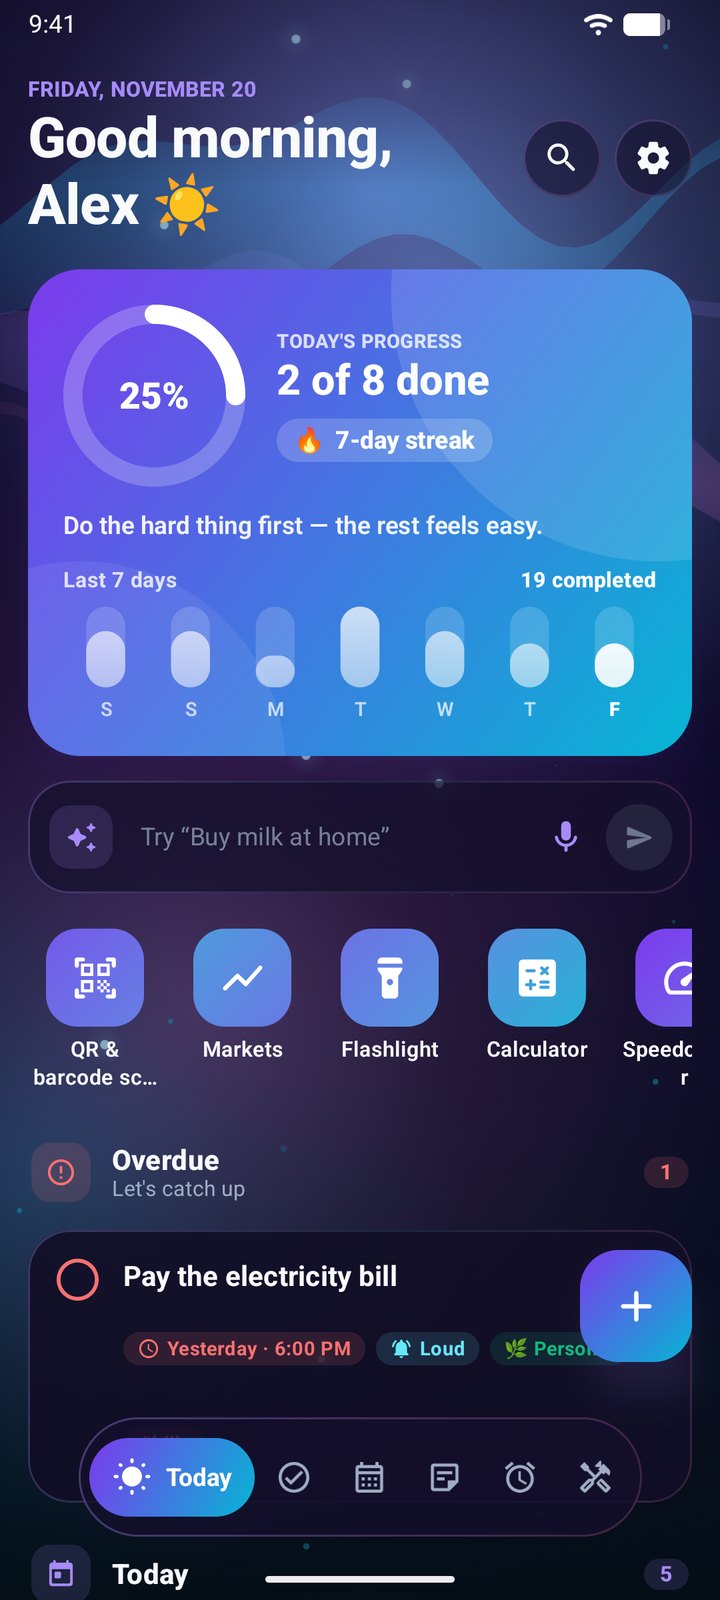 9:41
FRIDAY, NOVEMBER 20
Good morning,
Alex ☀️
25%
TODAY'S PROGRESS
2 of 8 done
🔥 7-day streak
Do the hard thing first — the rest feels easy.
Last 7 days
19 completed
S S M T W T F
Try “Buy milk at home”
QR &
barcode sc…
Markets
Flashlight
Calculator
Speedo
r
Overdue
Let's catch up
1
Pay the electricity bill
Yesterday · 6:00 PM
Loud
🌿 Person
Today
Today
5